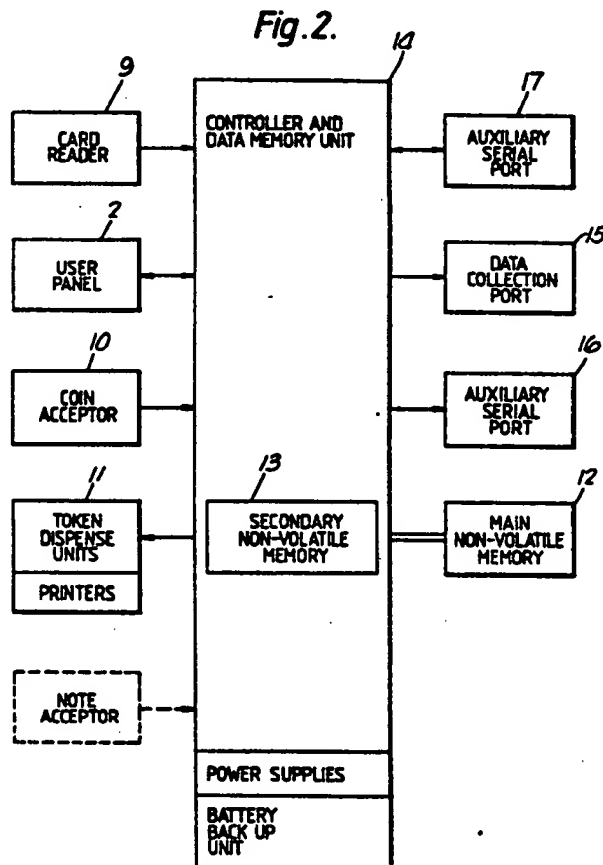 Fig.2.
14
9
CARD
READER
CONTROLLER AND
DATA MEMORY UNIT
17
AUXILIARY
SERIAL
PORT
2
USER
PANEL
15
DATA
COLLECTION
PORT
10
COIN
ACCEPTOR
16
AUXILIARY
SERIAL
PORT
11
TOKEN
DISPENSE
UNITS
PRINTERS
13
SECONDARY
NON-VOLATILE
MEMORY
12
MAIN
NON-VOLATILE
MEMORY
NOTE
ACCEPTOR
POWER SUPPLIES
BATTERY
BACK UP
UNIT